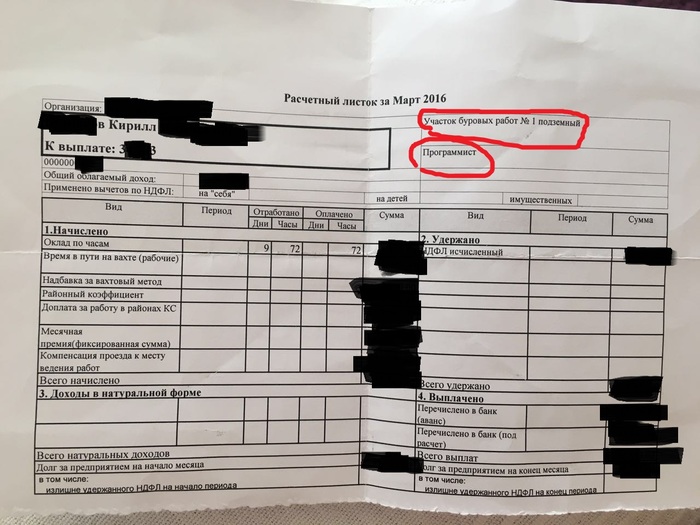 Расчетный листок за Март 2016
Организация:
в Кирилл
К выплате: 3 3
000000
Общий облагаемый доход:
Применено вычетов по НДФЛ: на "себя" на детей имущественных
Участок буровых работ № 1 подземный
Программист
Вид Период Отработано Оплачено Сумма Вид Период Сумма
Дни Часы Дни Часы
1.Начислено 2. Удержано
Оклад по часам 9 72 72 НДФЛ исчисленный
Время в пути на вахте (рабочие)
Надбавка за вахтовый метод
Районный коэффициент
Доплата за работу в районах КС
Месячная
премия(фиксированная сумма)
Компенсация проезда к месту
ведения работ
Всего начислено Всего удержано
3. Доходы в натуральной форме 4. Выплачено
Перечислено в банк
(аванс)
Перечислено в банк (под
расчет)
Всего натуральных доходов Всего выплат
Долг за предприятием на начало месяца Долг за предприятием на конец месяца
в том числе: в том числе:
излишне удержанного НДФЛ на начало периода излишне удержанного НДФЛ на конец периода